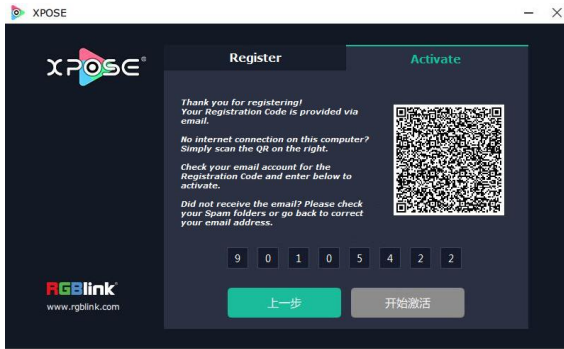 XPOSE
XPOSE®
Register
Activate
Thank you for registering!
Your Registration Code is provided via
email.
No internet connection on this computer?
Simply scan the QR on the right.
Check your email account for the
Registration Code and enter below to
activate.
Did not receive the email? Please check
your Spam folders or go back to correct
your email address.
9 0 1 0 5 4 2 2
RGBlink®
www.rgblink.com
上一步
开始激活